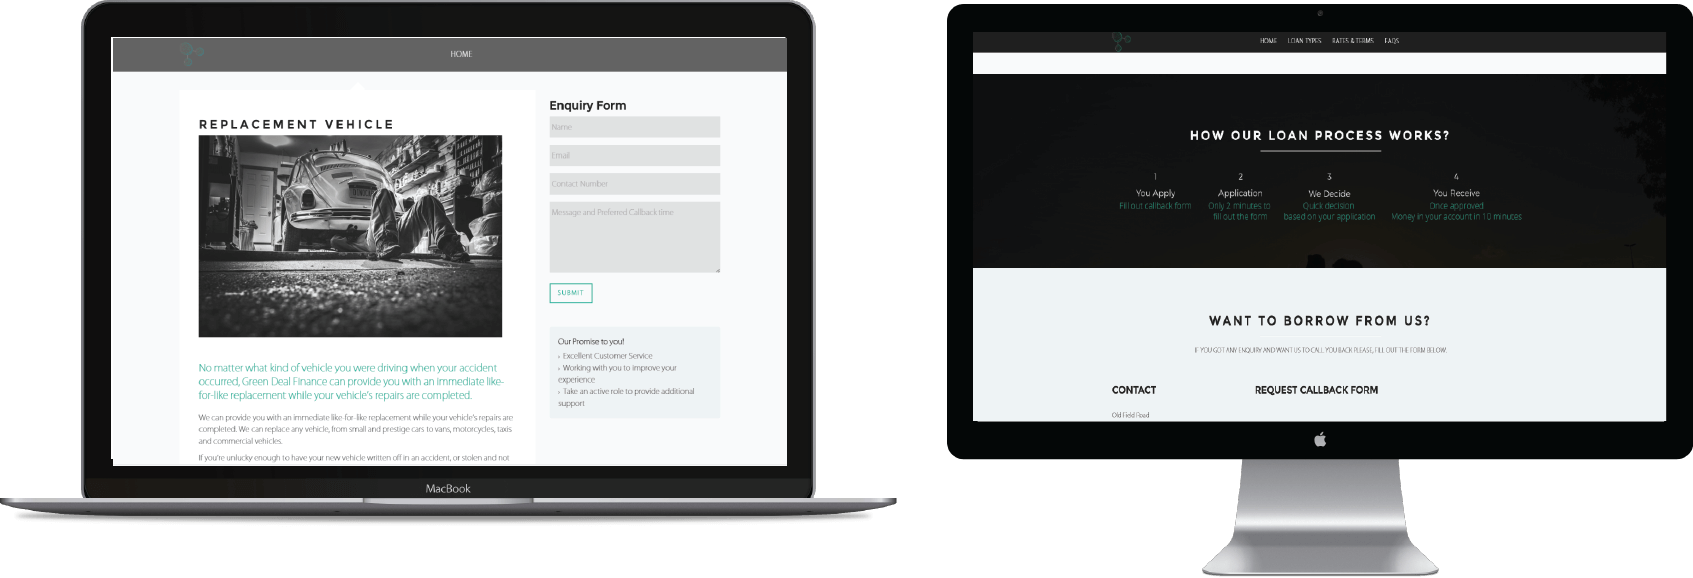 HOME
REPLACEMENT VEHICLE
No matter what kind of vehicle you were driving when your accident
occurred, Green Deal Finance can provide you with an immediate like-
for-like replacement while your vehicle's repairs are completed.
We can provide you with an immediate like-for-like replacement while your vehicle's repairs are
completed. We can replace any vehicle, from small and prestige cars to vans, motorcycles, taxis
and commercial vehicles.
If you're unlucky enough to have your new vehicle written off in an accident, or stolen and not
Enquiry Form
Name
Email
Contact Number
Message and Preferred Callback time
SUBMIT
Our Promise to you!
› Excellent Customer Service
› Working with you to improve your
experience
› Take an active role to provide additional
support
MacBook
HOME LOAN TYPES RATES & TERMS FAQS
HOW OUR LOAN PROCESS WORKS?
1
You Apply
Fill out callback form
2
Application
Only 2 minutes to
fill out the form
3
We Decide
Quick decision
based on your application
4
You Receive
Once approved
Money in your account in 10 minutes
WANT TO BORROW FROM US?
IF YOU GOT ANY ENQUIRY AND WANT US TO CALL YOU BACK PLEASE, FILL OUT THE FORM BELOW.
CONTACT
Old Field Road
REQUEST CALLBACK FORM